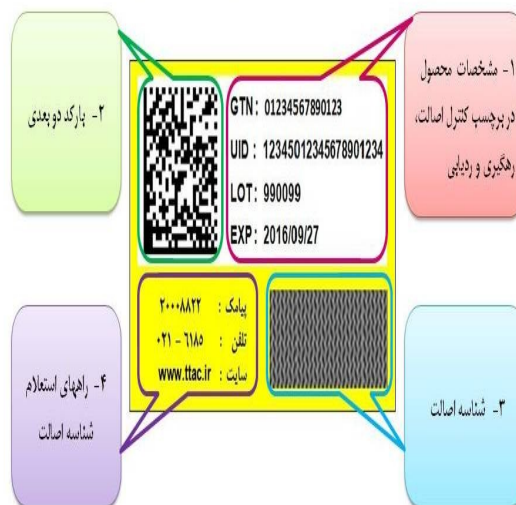 ۱- مشخصات محصول
در برچسب کنترل اصالت،
رهگیری و ردیابی
۲- بارکد دو بعدی
GTN: 01234567890123
UID : 12345012345678901234
LOT: 990099
EXP: 2016/09/27
پیامک : ۲۰۰۰۸۸۲۲
تلفن : ۶۱۸۵ - ۰۲۱
سایت : www.ttac.ir
۳- شناسه اصالت
۴- راههای استعلام
شناسه اصالت